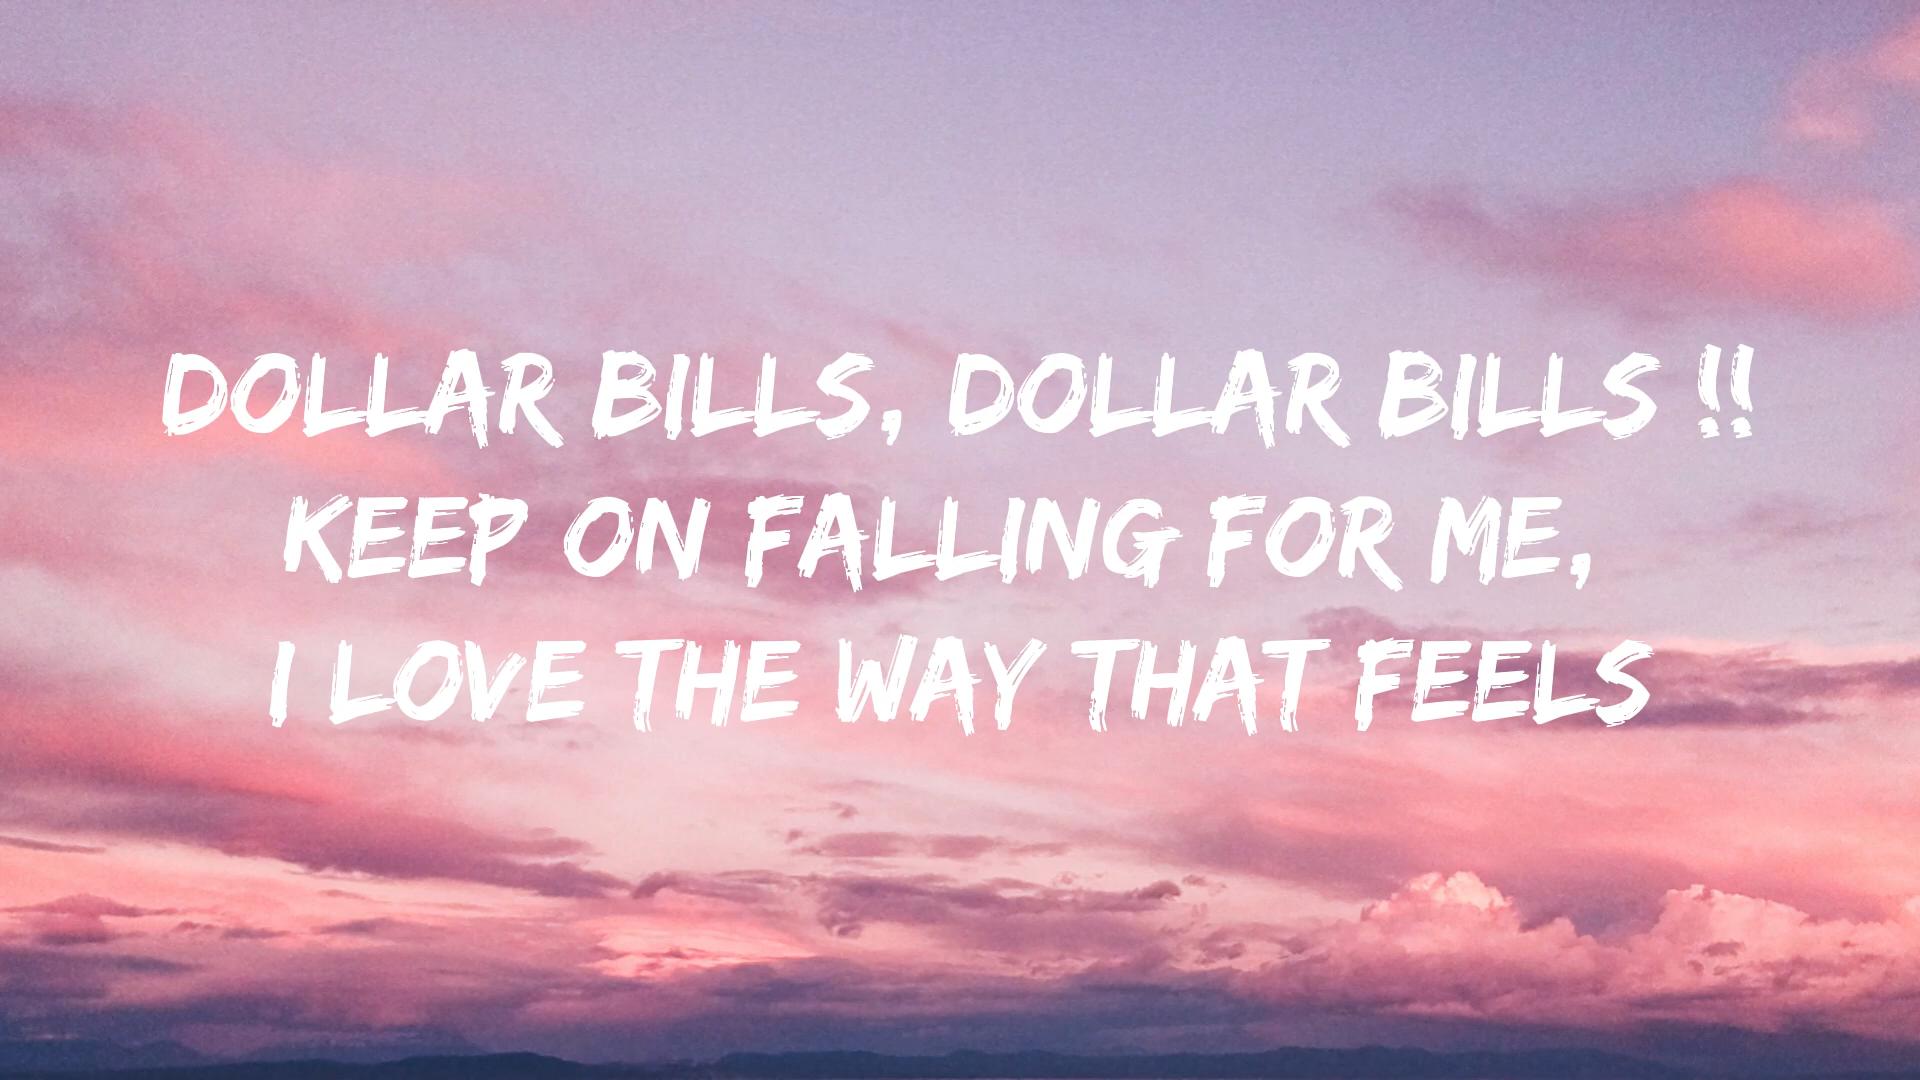 DOLLAR BILLS, DOLLAR BILLS !!
KEEP ON FALLING FOR ME,
I LOVE THE WAY THAT FEELS